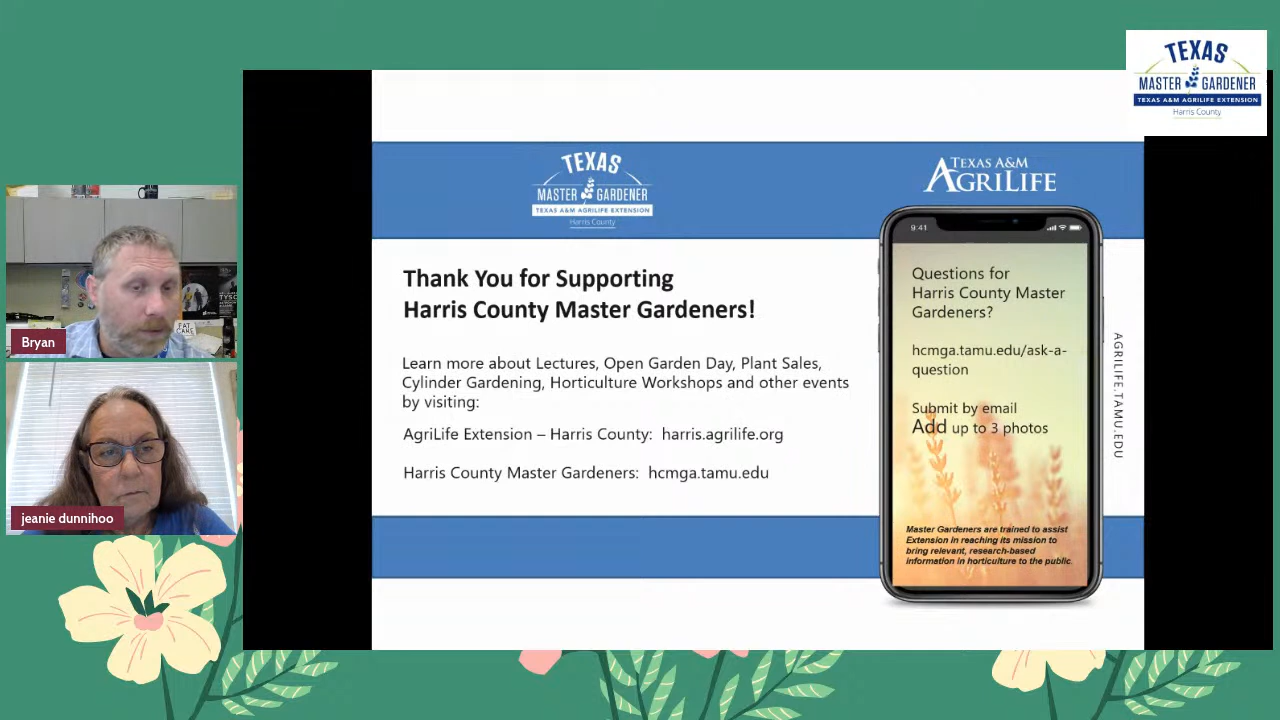 TEXAS
MASTER GARDENER
TEXAS A&M AGRILIFE EXTENSION
Harris County
TEXAS
MASTER GARDENER
TEXAS A&M AGRILIFE EXTENSION
Harris County
TEXAS A&M
AGRILIFE
Thank You for Supporting
Harris County Master Gardeners!
Learn more about Lectures, Open Garden Day, Plant Sales,
Cylinder Gardening, Horticulture Workshops and other events
by visiting:
AgriLife Extension – Harris County: harris.agrilife.org
Harris County Master Gardeners: hcmga.tamu.edu
9:41
Questions for
Harris County Master
Gardeners?
hcmga.tamu.edu/ask-a-
question
Submit by email
Add up to 3 photos
Master Gardeners are trained to assist
Extension in reaching its mission to
bring relevant, research-based
information in horticulture to the public.
AGRILIFE.TAMU.EDU
FAT
CAKE
Bryan
jeanie dunnihoo